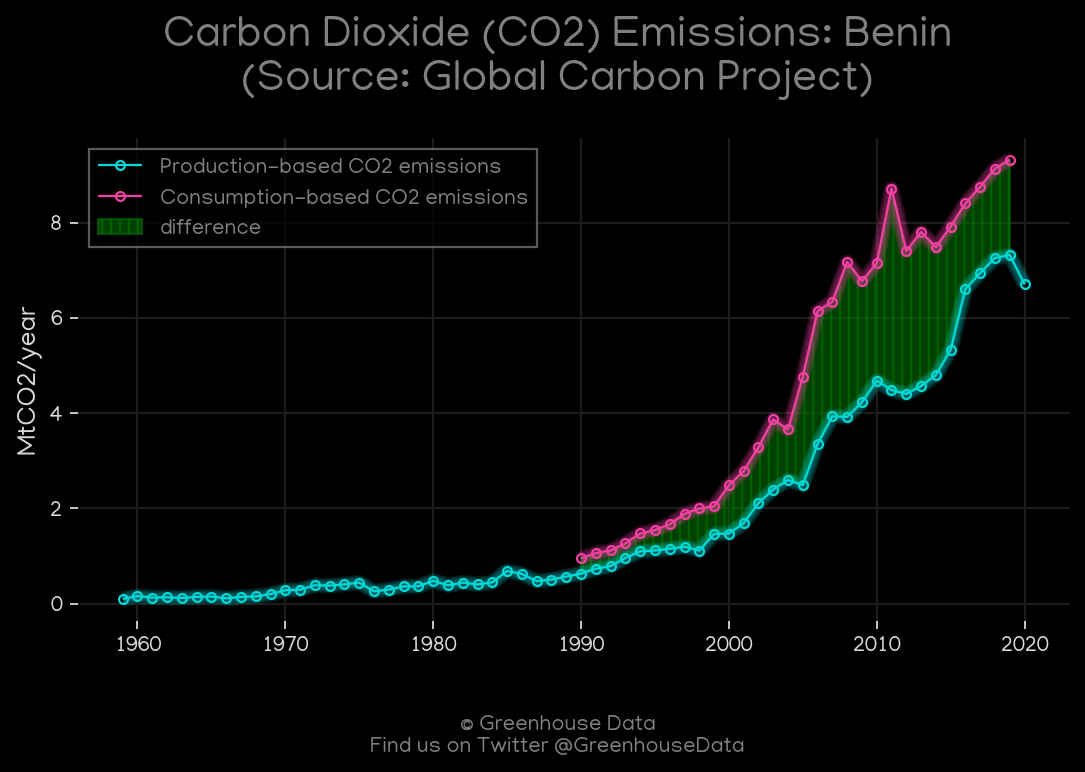 Carbon Dioxide (CO2) Emissions: Benin
(Source: Global Carbon Project)
Production-based CO2 emissions
Consumption-based CO2 emissions
difference
MtCO2/year
8
6
4
2
0
1960 1970 1980 1990 2000 2010 2020
© Greenhouse Data
Find us on Twitter @GreenhouseData